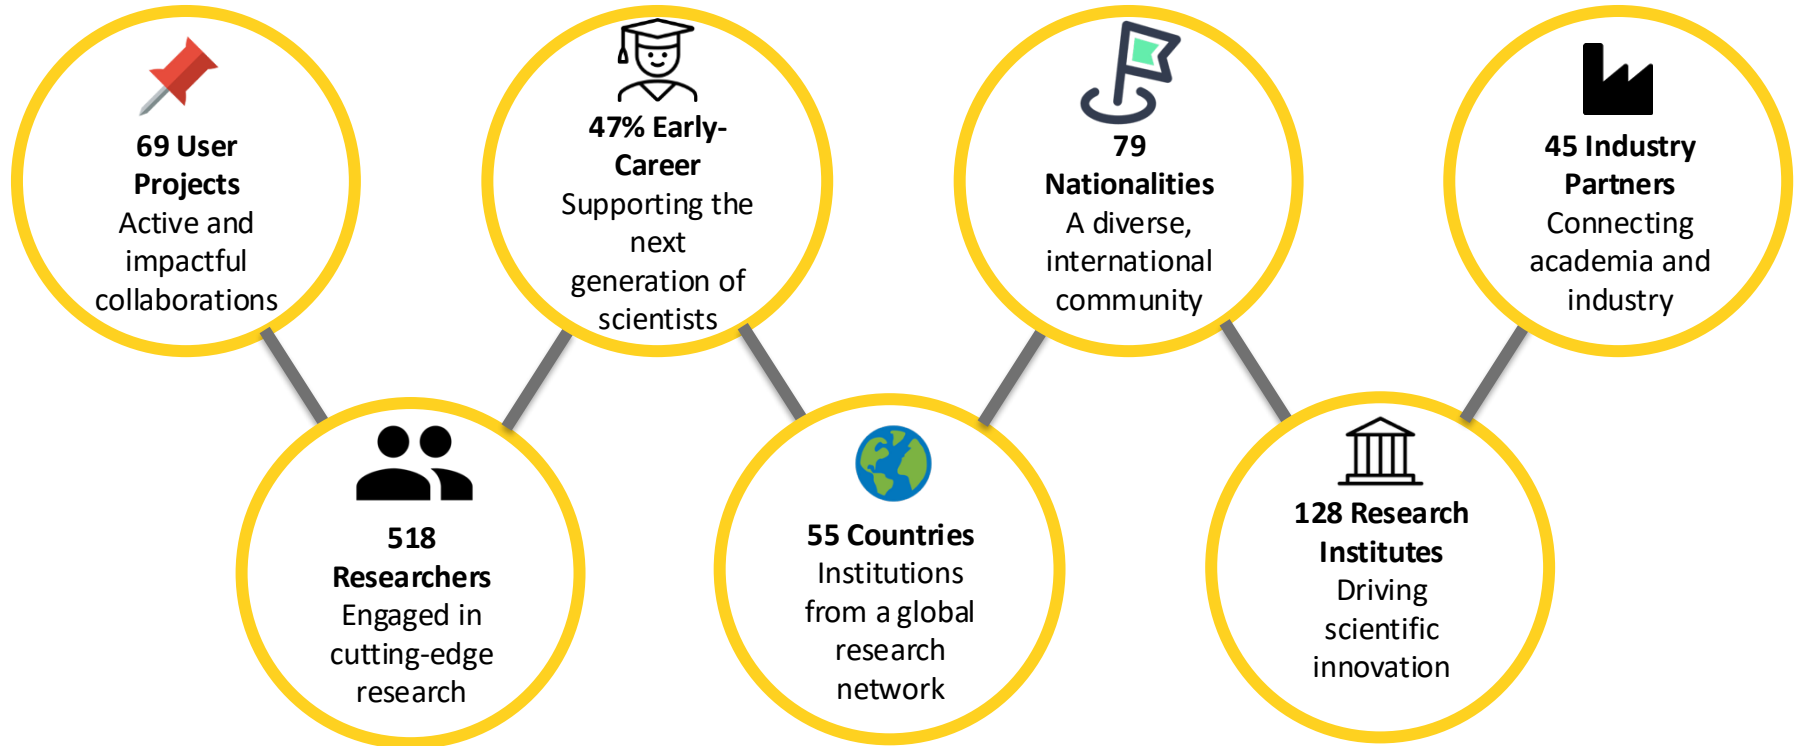 69 User
Projects
Active and
impactful
collaborations
47% Early-
Career
Supporting the
next
generation of
scientists
79
Nationalities
A diverse,
international
community
45 Industry
Partners
Connecting
academia and
industry
518
Researchers
Engaged in
cutting-edge
research
55 Countries
Institutions
from a global
research
network
128 Research
Institutes
Driving
scientific
innovation